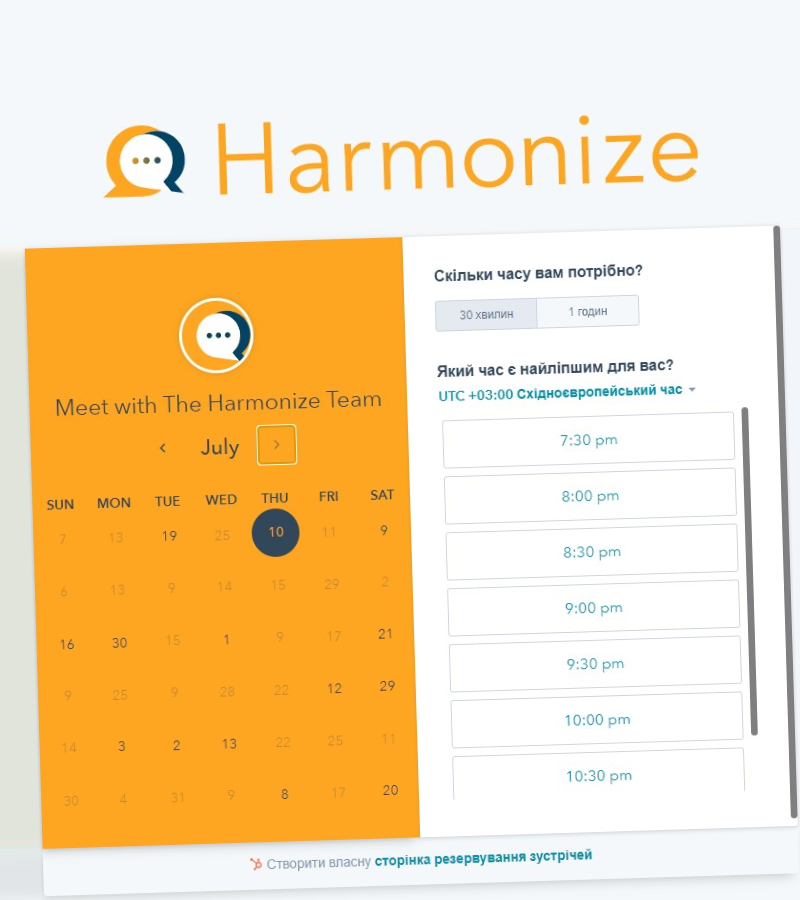 Harmonize
Meet with The Harmonize Team
July
SUN MON TUE WED THU FRI SAT
7 13 19 25 10 11 9
6 13 9 14 15 29 2
16 30 15 1 9 17 21
9 25 9 28 22 12 29
14 3 2 13 22 25 11
30 4 31 9 8 17 20
Скільки часу вам потрібно?
30 хвилин 1 годин
Який час є найліпшим для вас?
UTC +03:00 Східноєвропейський час
7:30 pm
8:00 pm
8:30 pm
9:00 pm
9:30 pm
10:00 pm
10:30 pm
Створити власну сторінка резервування зустрічей